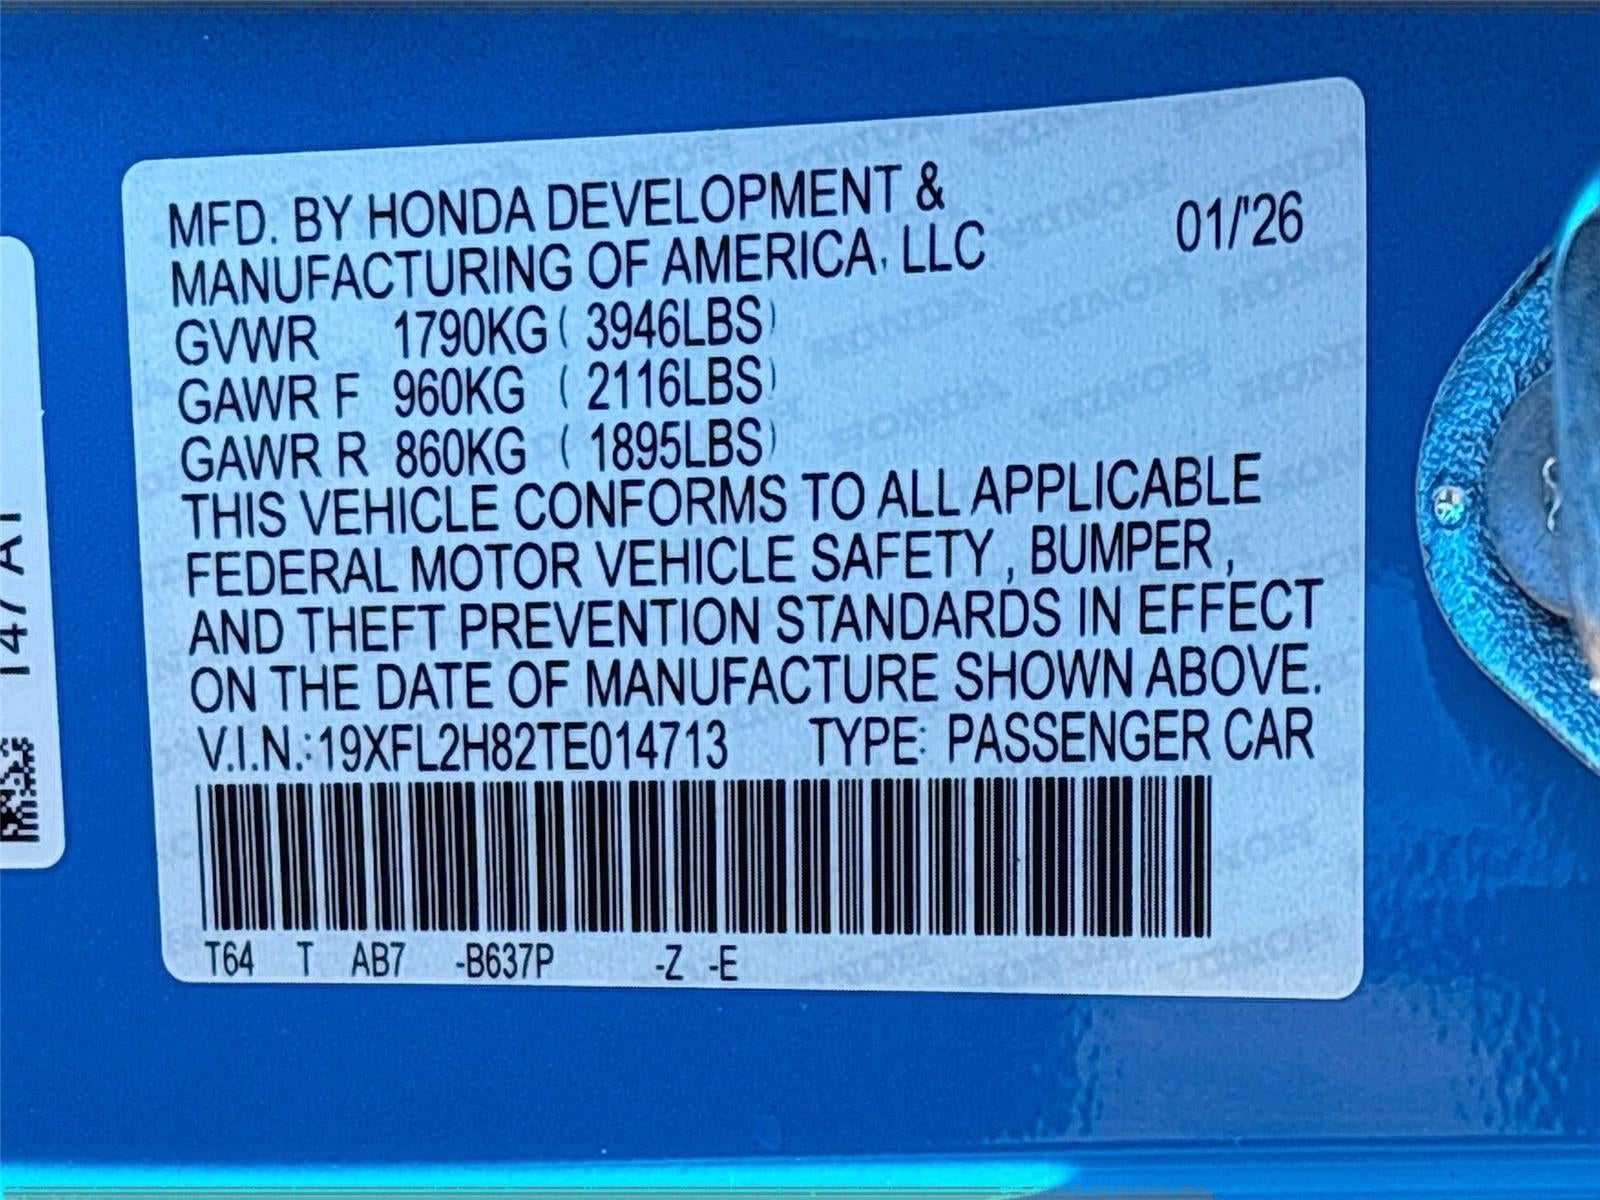 MFD. BY HONDA DEVELOPMENT &
MANUFACTURING OF AMERICA, LLC 01/'26
GVWR 1790KG ( 3946LBS)
GAWR F 960KG ( 2116LBS)
GAWR R 860KG ( 1895LBS)
THIS VEHICLE CONFORMS TO ALL APPLICABLE
FEDERAL MOTOR VEHICLE SAFETY , BUMPER ,
AND THEFT PREVENTION STANDARDS IN EFFECT
ON THE DATE OF MANUFACTURE SHOWN ABOVE.
V.I.N.: 19XFL2H82TE014713 TYPE: PASSENGER CAR
T64 T AB7 -B637P -Z -E